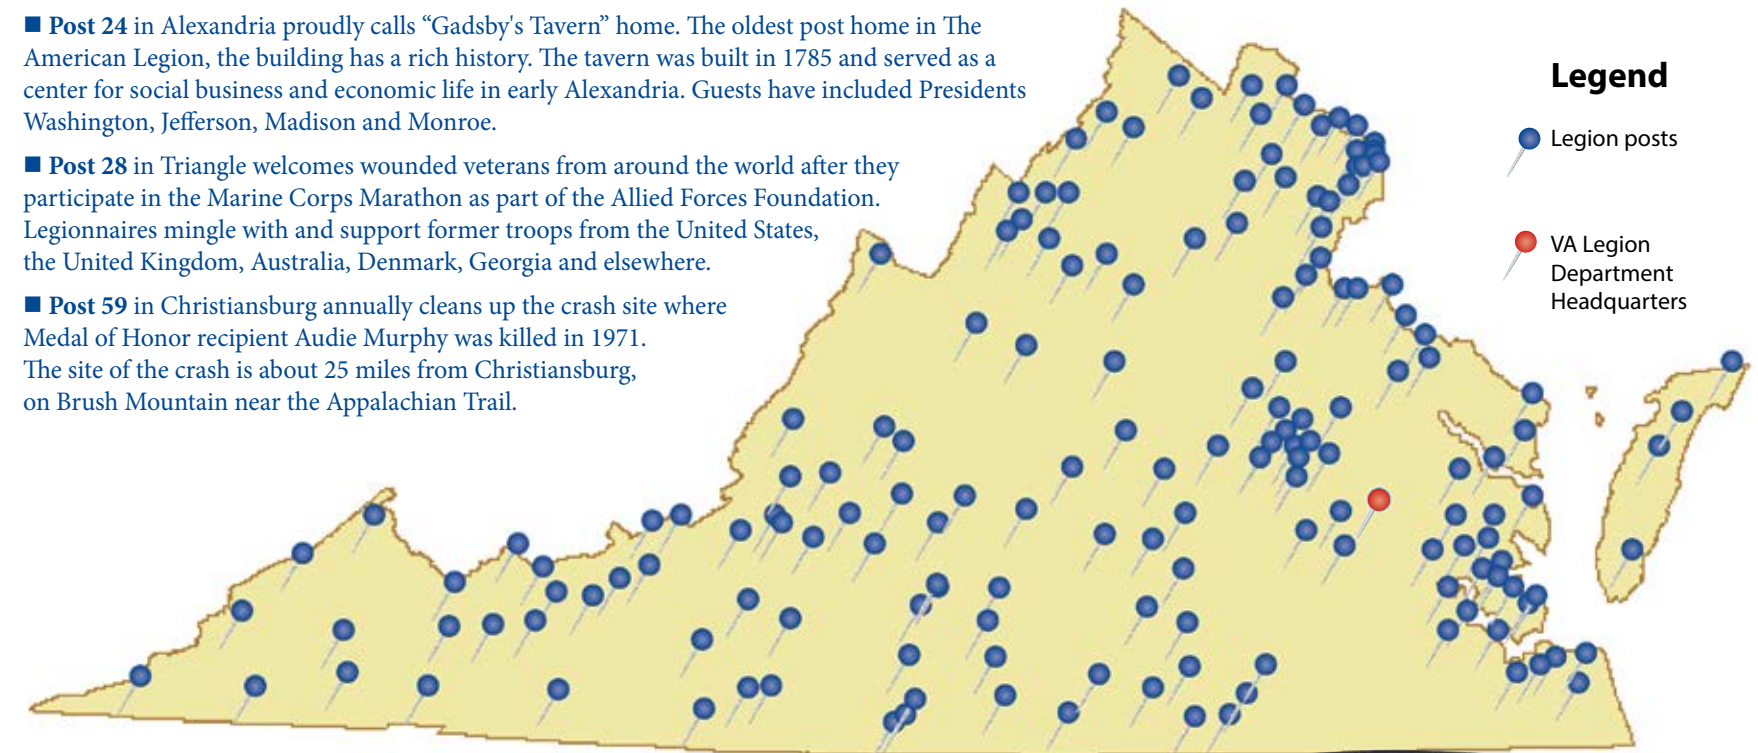 ■ Post 24 in Alexandria proudly calls “Gadsby's Tavern” home. The oldest post home in The
American Legion, the building has a rich history. The tavern was built in 1785 and served as a
center for social business and economic life in early Alexandria. Guests have included Presidents
Washington, Jefferson, Madison and Monroe.
■ Post 28 in Triangle welcomes wounded veterans from around the world after they
participate in the Marine Corps Marathon as part of the Allied Forces Foundation.
Legionnaires mingle with and support former troops from the United States,
the United Kingdom, Australia, Denmark, Georgia and elsewhere.
■ Post 59 in Christiansburg annually cleans up the crash site where
Medal of Honor recipient Audie Murphy was killed in 1971.
The site of the crash is about 25 miles from Christiansburg,
on Brush Mountain near the Appalachian Trail.
Legend
Legion posts
VA Legion
Department
Headquarters